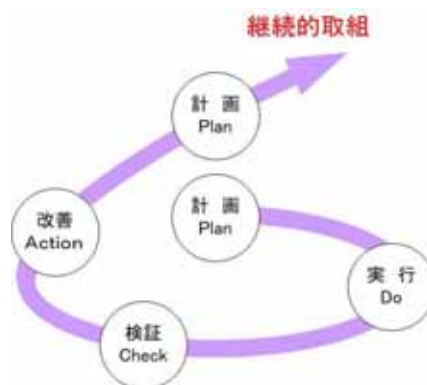 継続的取組
計 画
Plan
計 画
Plan
改善
Action
実 行
Do
検証
Check